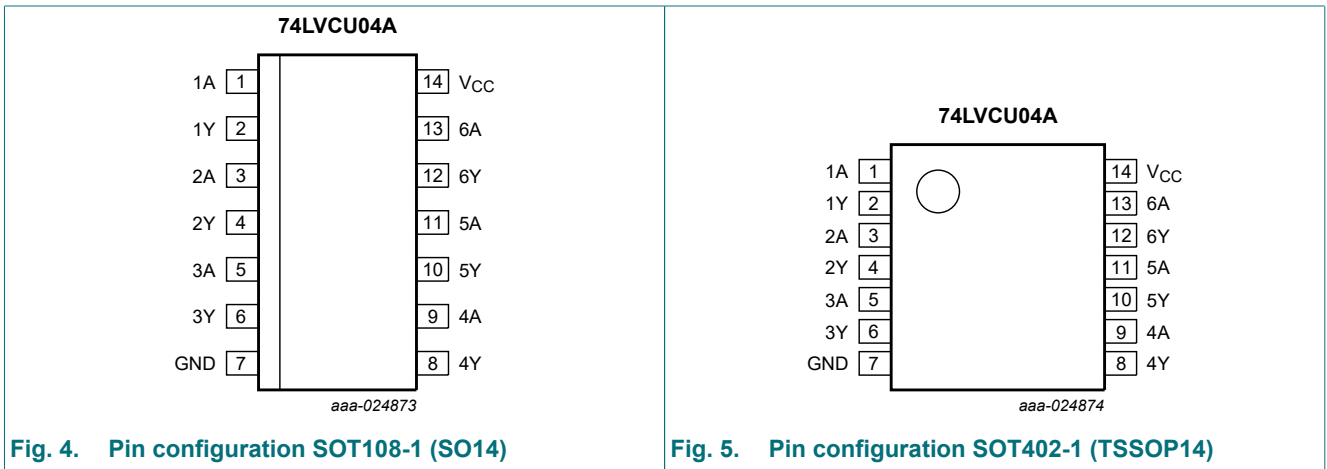 74LVCU04A
1A 1 14 VCC
1Y 2 13 6A
2A 3 12 6Y
2Y 4 11 5A
3A 5 10 5Y
3Y 6 9 4A
GND 7 8 4Y
aaa-024873
Fig. 4. Pin configuration SOT108-1 (SO14)
74LVCU04A
1A 1 14 VCC
1Y 2 13 6A
2A 3 12 6Y
2Y 4 11 5A
3A 5 10 5Y
3Y 6 9 4A
GND 7 8 4Y
aaa-024874
Fig. 5. Pin configuration SOT402-1 (TSSOP14)